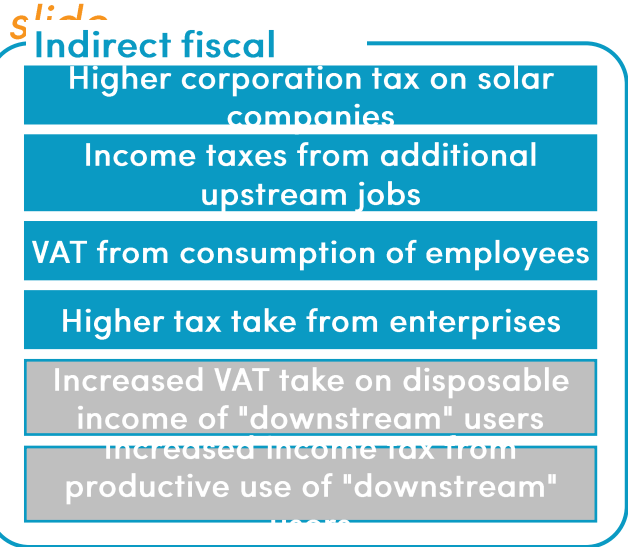 slide
Indirect fiscal
Higher corporation tax on solar
companies
Income taxes from additional
upstream jobs
VAT from consumption of employees
Higher tax take from enterprises
Increased VAT take on disposable
income of "downstream" users
Increased income tax from
productive use of "downstream"
users